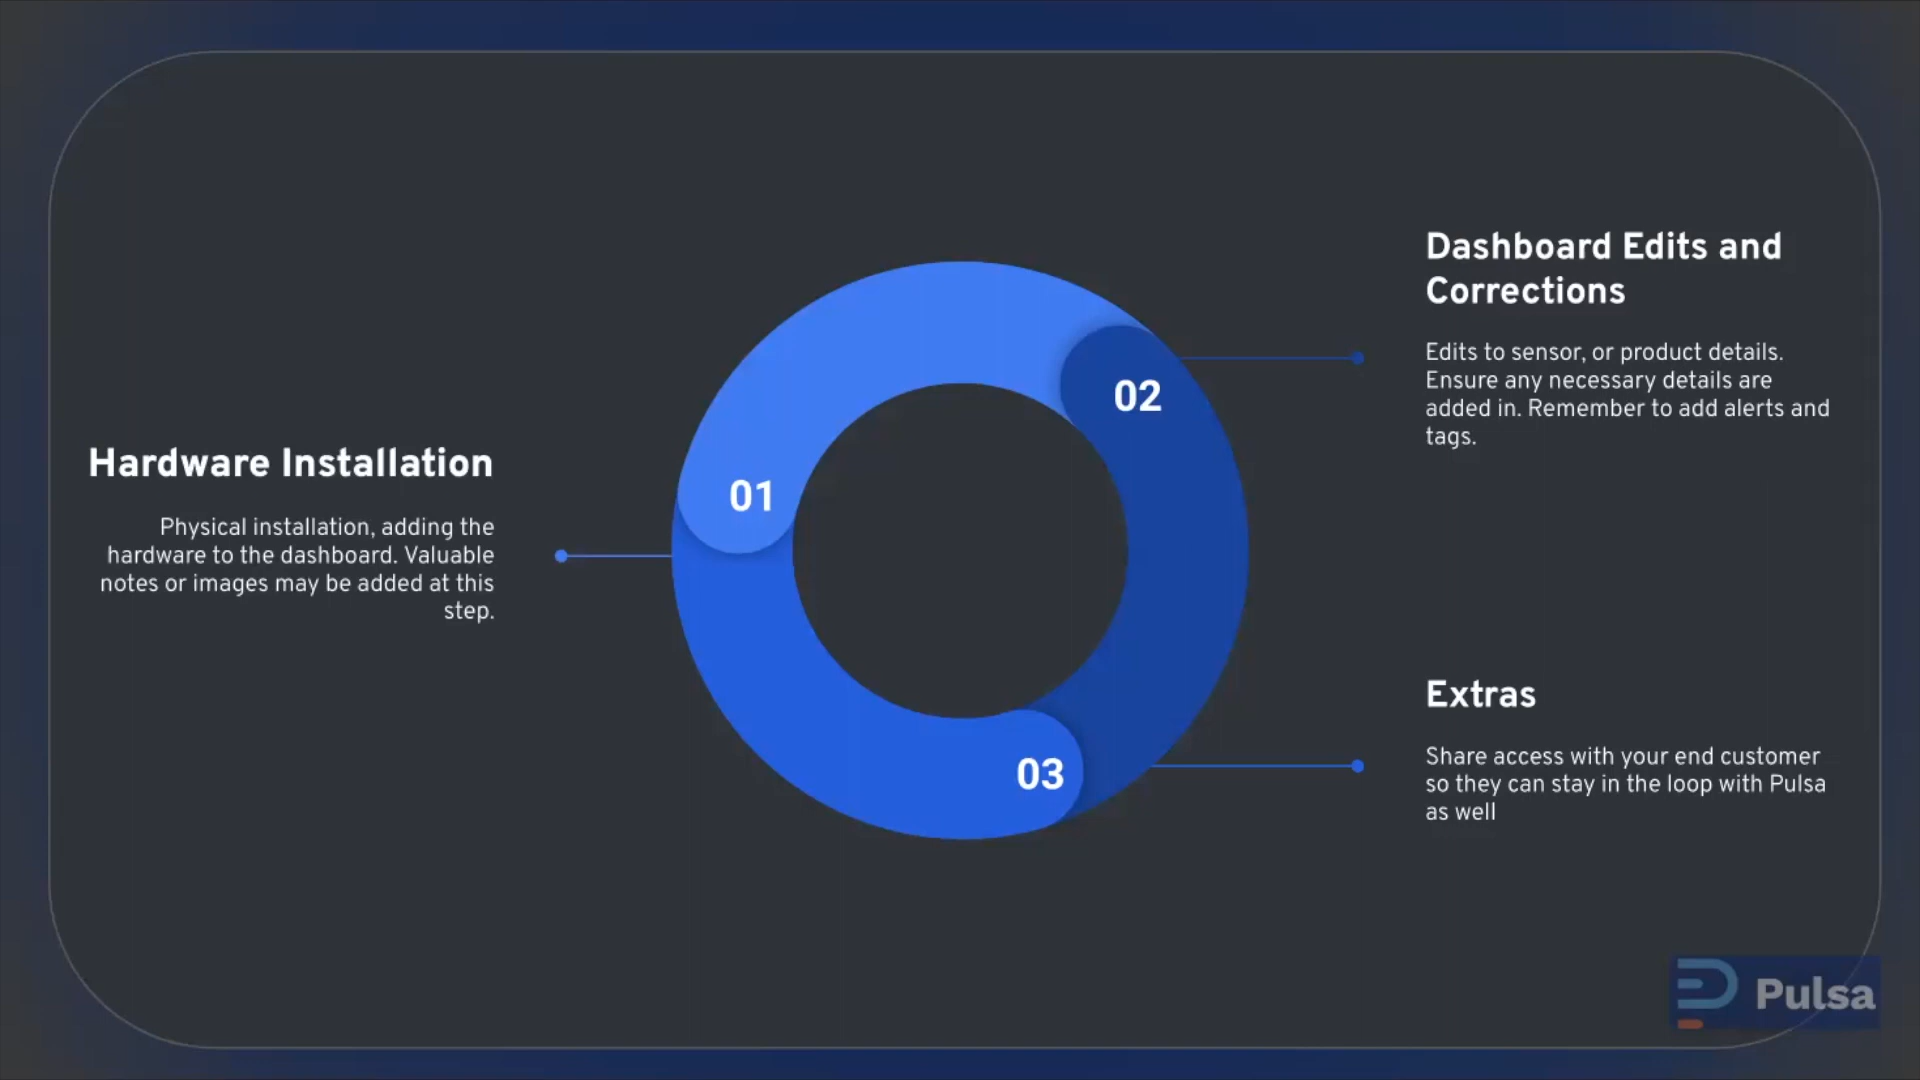 Hardware Installation
Physical installation, adding the
hardware to the dashboard. Valuable
notes or images may be added at this
step.
01
02
03
Dashboard Edits and
Corrections
Edits to sensor, or product details.
Ensure any necessary details are
added in. Remember to add alerts and
tags.
Extras
Share access with your end customer
so they can stay in the loop with Pulsa
as well
Pulsa